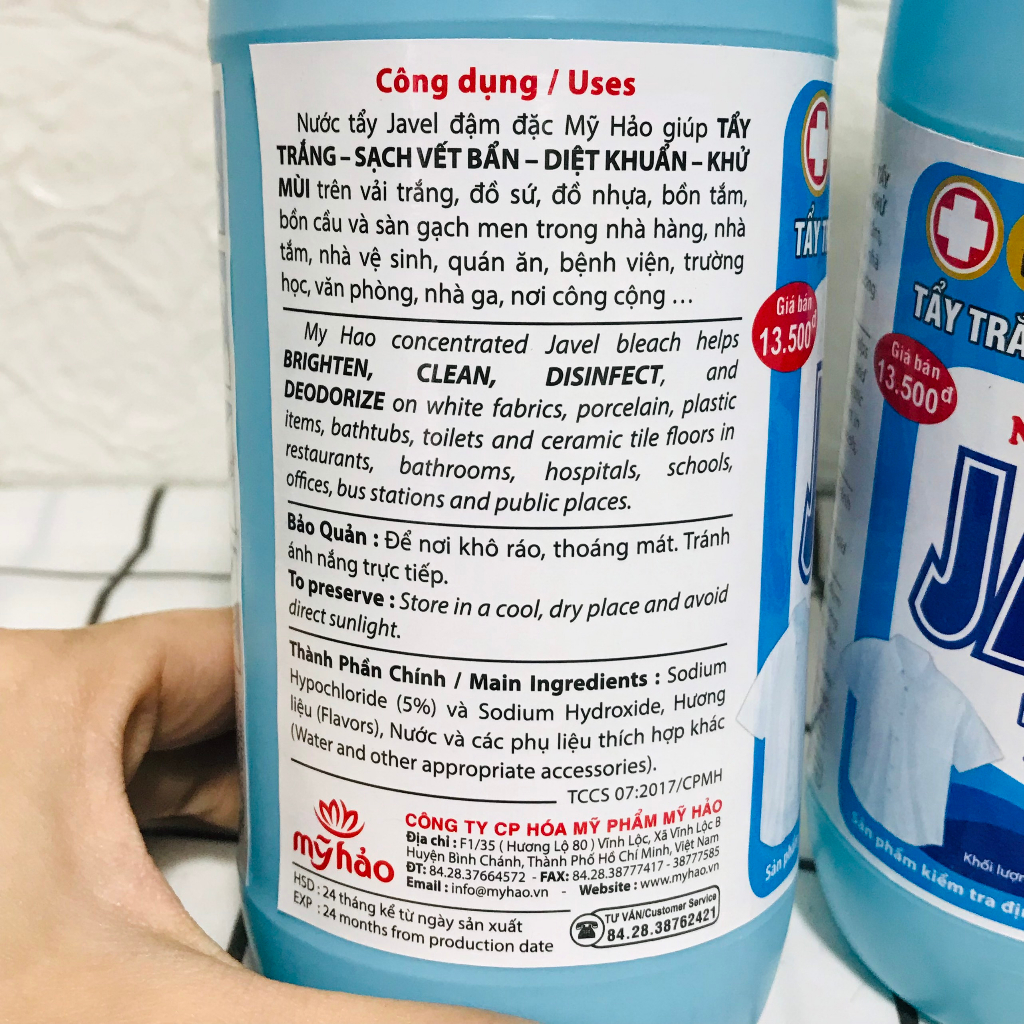 Công dụng / Uses
Nước tẩy Javel đậm đặc Mỹ Hảo giúp TẨY
TRẮNG – SẠCH VẾT BẨN – DIỆT KHUẨN – KHỬ
MÙI trên vải trắng, đồ sứ, đồ nhựa, bồn tắm,
bồn cầu và sàn gạch men trong nhà hàng, nhà
tắm, nhà vệ sinh, quán ăn, bệnh viện, trường
học, văn phòng, nhà ga, nơi công cộng ...
My Hao concentrated Javel bleach helps
BRIGHTEN, CLEAN, DISINFECT, and
DEODORIZE on white fabrics, porcelain, plastic
items, bathtubs, toilets and ceramic tile floors in
restaurants, bathrooms, hospitals, schools,
offices, bus stations and public places.
Bảo Quản : Để nơi khô ráo, thoáng mát. Tránh
ánh nắng trực tiếp.
To preserve : Store in a cool, dry place and avoid
direct sunlight.
Thành Phần Chính / Main Ingredients : Sodium
Hypochloride (5%) và Sodium Hydroxide, Hương
liệu (Flavors), Nước và các phụ liệu thích hợp khác
(Water and other appropriate accessories).
TCCS 07:2017/CPMH
mỹ hảo
CÔNG TY CP HÓA MỸ PHẨM MỸ HẢO
Địa chỉ : F1/35 ( Hương Lộ 80 ) Vĩnh Lộc, Xã Vĩnh Lộc B
Huyện Bình Chánh, Thành Phố Hồ Chí Minh, Việt Nam
ĐT: 84.28.37664572 - FAX: 84.28.38777417 - 38777585
Email : info@myhao.vn - Website : www.myhao.vn
HSD : 24 tháng kể từ ngày sản xuất
EXP : 24 months from production date
TƯ VẤN/Customer Service
84.28.38762421
TẨY
Giá bán
13.500đ
Sản
TẨY
Giá bán
13.500đ
Sản phẩm kiểm tra
Khối